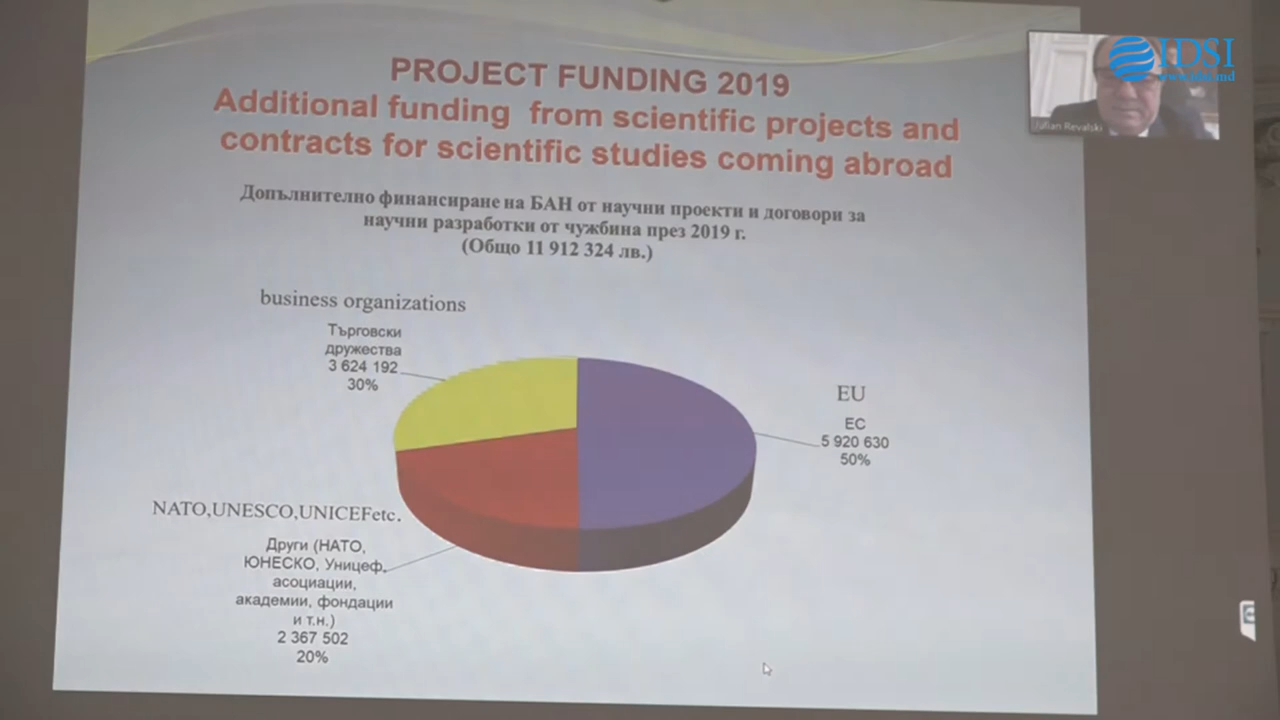 PROJECT FUNDING 2019
Additional funding from scientific projects and
contracts for scientific studies coming abroad
Допълнително финансиране на БАН от научни проекти и договори за
научни разработки от чужбина през 2019 г.
(Общо 11 912 324 лв.)
business organizations
Търговски
дружества
3 624 192
30%
EU
ЕС
5 920 630
50%
NATO,UNESCO,UNICEFetc.
Други (НАТО,
ЮНЕСКО, Уницеф,
асоциации,
академии, фондации
и т.н.)
2 367 502
20%
IDSI
www.idsi.md
Julian Revalski